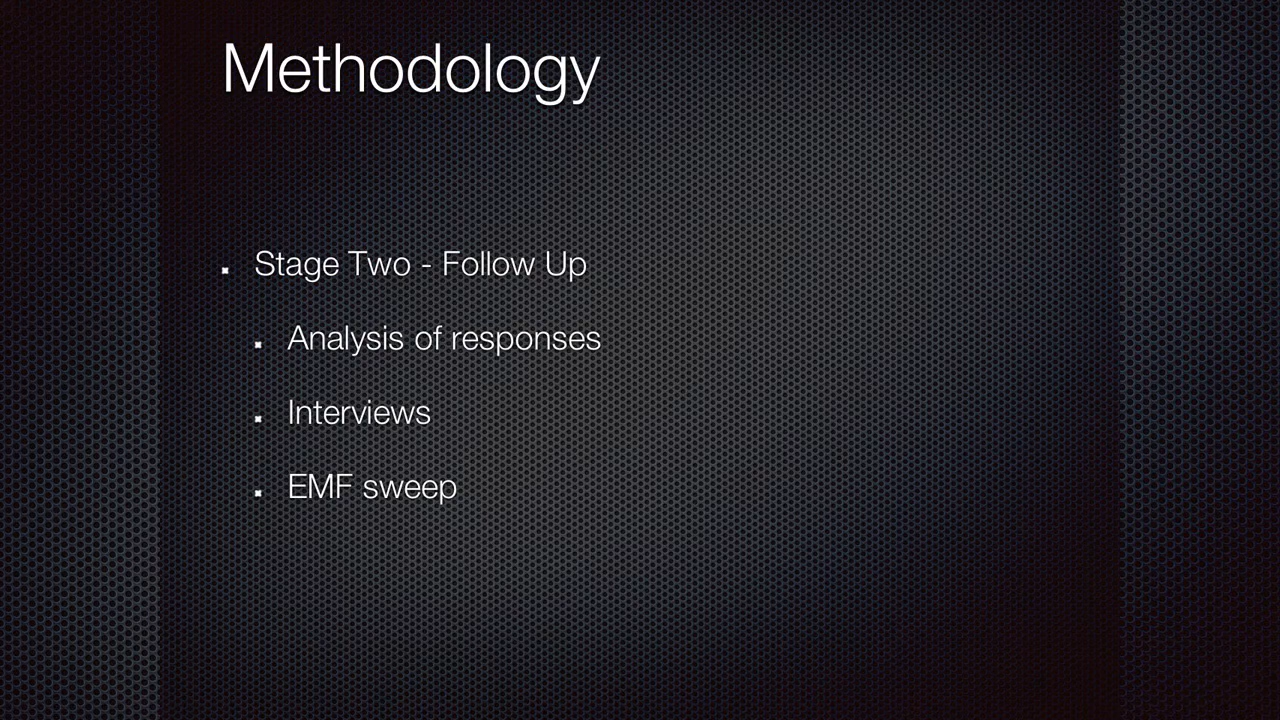 Methodology
Stage Two - Follow Up
Analysis of responses
Interviews
EMF sweep